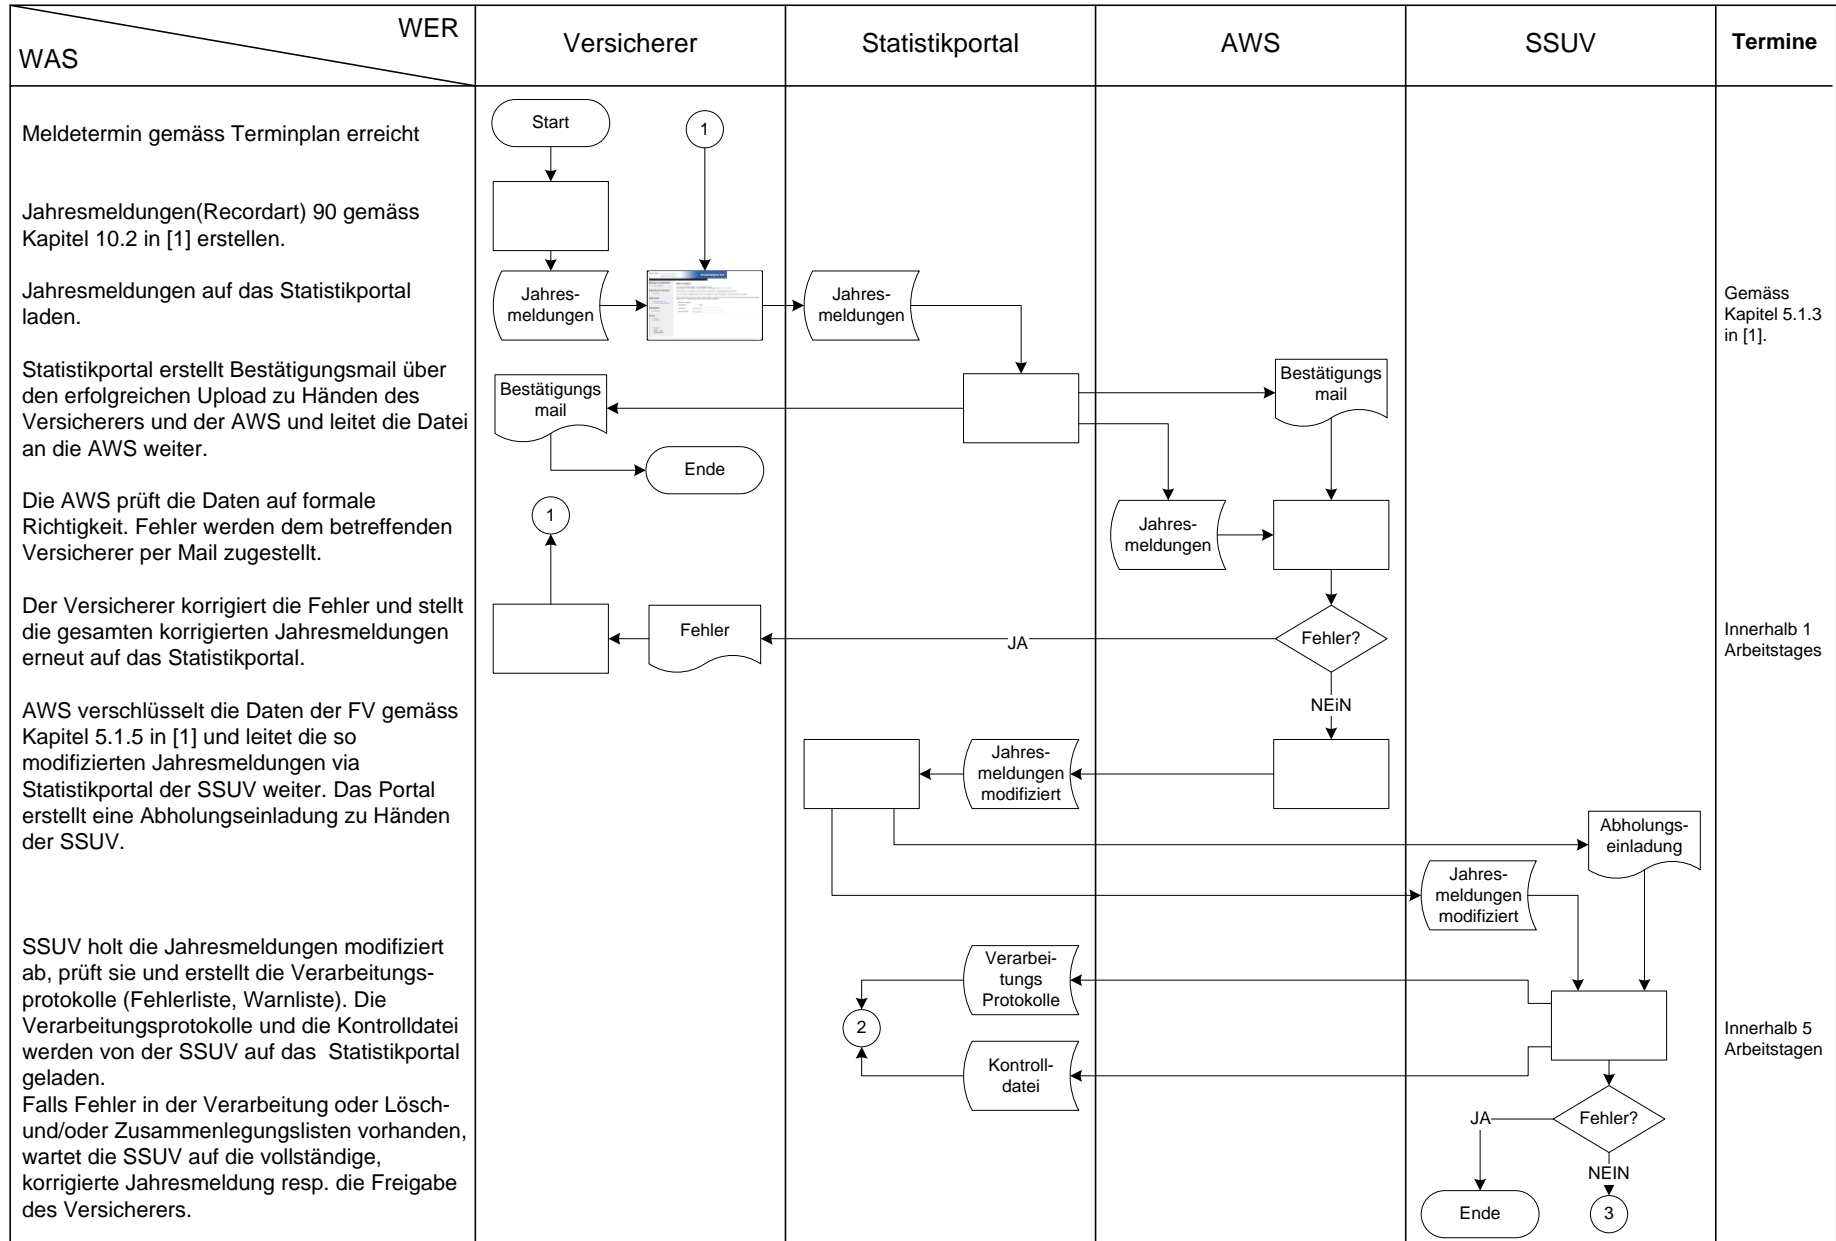 WER
WAS
Versicherer
Statistikportal
AWS
SSUV
Termine
Meldetermin gemäss Terminplan erreicht
Start
1
Jahresmeldungen(Recordart) 90 gemäss
Kapitel 10.2 in [1] erstellen.
Jahresmeldungen auf das Statistikportal
laden.
Jahres-
meldungen
Jahres-
meldungen
Gemäss
Kapitel 5.1.3
in [1].
Statistikportal erstellt Bestätigungsmail über
den erfolgreichen Upload zu Händen des
Versicherers und der AWS und leitet die Datei
an die AWS weiter.
Bestätigungs
mail
Bestätigungs
mail
Ende
Die AWS prüft die Daten auf formale
Richtigkeit. Fehler werden dem betreffenden
Versicherer per Mail zugestellt.
1
Jahres-
meldungen
Der Versicherer korrigiert die Fehler und stellt
die gesamten korrigierten Jahresmeldungen
erneut auf das Statistikportal.
Fehler
JA
Fehler?
Innerhalb 1
Arbeitstages
NEiN
AWS verschlüsselt die Daten der FV gemäss
Kapitel 5.1.5 in [1] und leitet die so
modifizierten Jahresmeldungen via
Statistikportal der SSUV weiter. Das Portal
erstellt eine Abholungseinladung zu Händen
der SSUV.
Jahres-
meldungen
modifiziert
Abholungs-
einladung
Jahres-
meldungen
modifiziert
SSUV holt die Jahresmeldungen modifiziert
ab, prüft sie und erstellt die Verarbeitungs-
protokolle (Fehlerliste, Warnliste). Die
Verarbeitungsprotokolle und die Kontrolldatei
werden von der SSUV auf das  Statistikportal
geladen.
Falls Fehler in der Verarbeitung oder Lösch-
und/oder Zusammenlegungslisten vorhanden,
wartet die SSUV auf die vollständige,
korrigierte Jahresmeldung resp. die Freigabe
des Versicherers.
Verarbei-
tungs
Protokolle
2
Kontroll-
datei
Innerhalb 5
Arbeitstagen
JA
Fehler?
NEIN
Ende
3